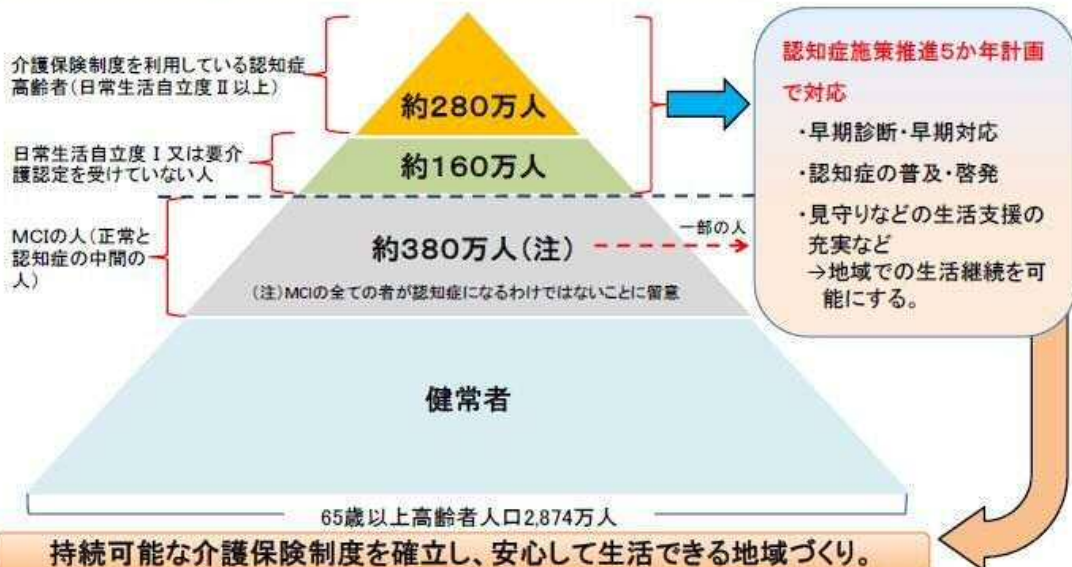 介護保険制度を利用している認知症
高齢者(日常生活自立度Ⅱ以上)
約280万人
日常生活自立度Ⅰ又は要介
護認定を受けていない人
約160万人
MCIの人(正常と
認知症の中間の
人)
約380万人(注)
一部の人
(注)MCIの全ての者が認知症になるわけではないことに留意
健常者
65歳以上高齢者人口2,874万人
認知症施策推進5か年計画
で対応
・早期診断・早期対応
・認知症の普及・啓発
・見守りなどの生活支援の
充実など
→地域での生活継続を可
能にする。
持続可能な介護保険制度を確立し、安心して生活できる地域づくり。